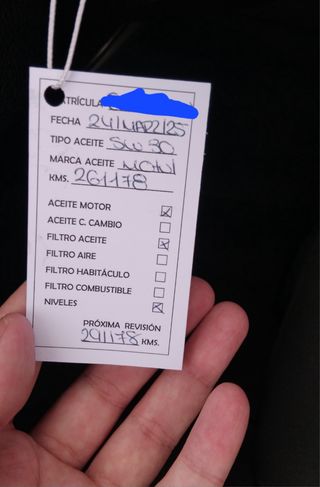 MATRÍCULA
FECHA 24/MARZ/25
TIPO ACEITE 5W30
MARCA ACEITE
KMS. 261178
ACEITE MOTOR ☒
ACEITE C. CAMBIO ☐
FILTRO ACEITE ☒
FILTRO AIRE ☐
FILTRO HABITÁCULO ☐
FILTRO COMBUSTIBLE ☐
NIVELES ☒
PRÓXIMA REVISIÓN
291178 KMS.